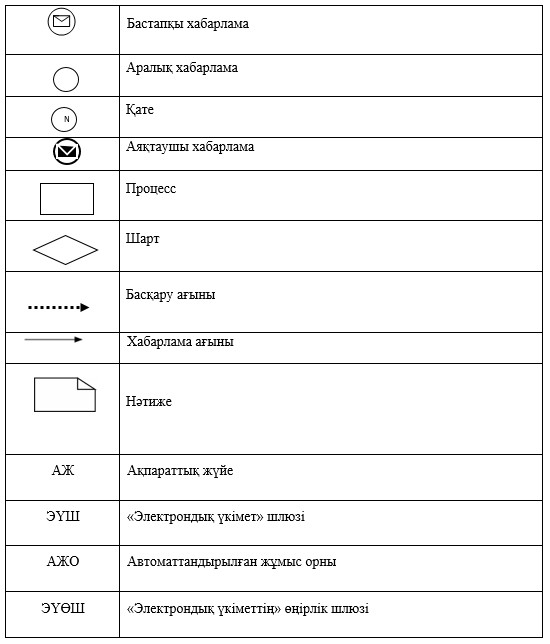 Бастапқы хабарлама
Аралық хабарлама
N Қате
Аяқтаушы хабарлама
Процесс
Шарт
Басқару ағыны
Хабарлама ағыны
Нәтиже
АЖ Ақпараттық жүйе
ЭҮШ «Электрондық үкімет» шлюзі
АЖО Автоматтандырылған жұмыс орны
ЭҮӨШ «Электрондық үкіметтің» өңірлік шлюзі